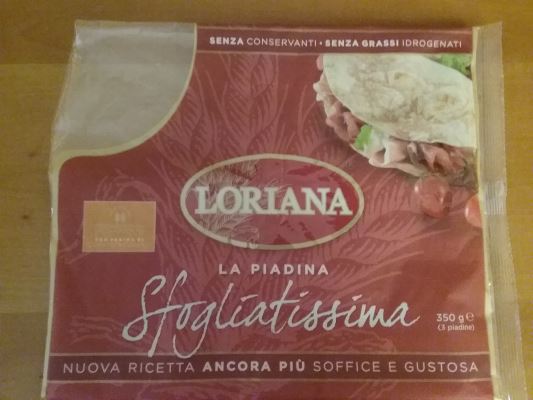 SENZA CONSERVANTI • SENZA GRASSI IDROGENATI
LORIANA
LA PIADINA
Sfogliatissima
350 g e
(3 piadine)
NUOVA RICETTA ANCORA PIÙ SOFFICE E GUSTOSA